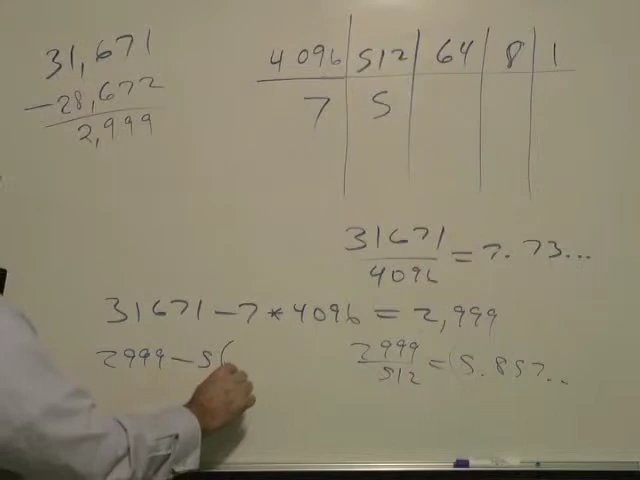 31,671
-28,672
2,999
4096 | 512 | 64 | 8 | 1
7 | 5
31671/4096 = 7.73...
31671 - 7 * 4096 = 2,999
2999 - 5(
2999/512 = 5.857...